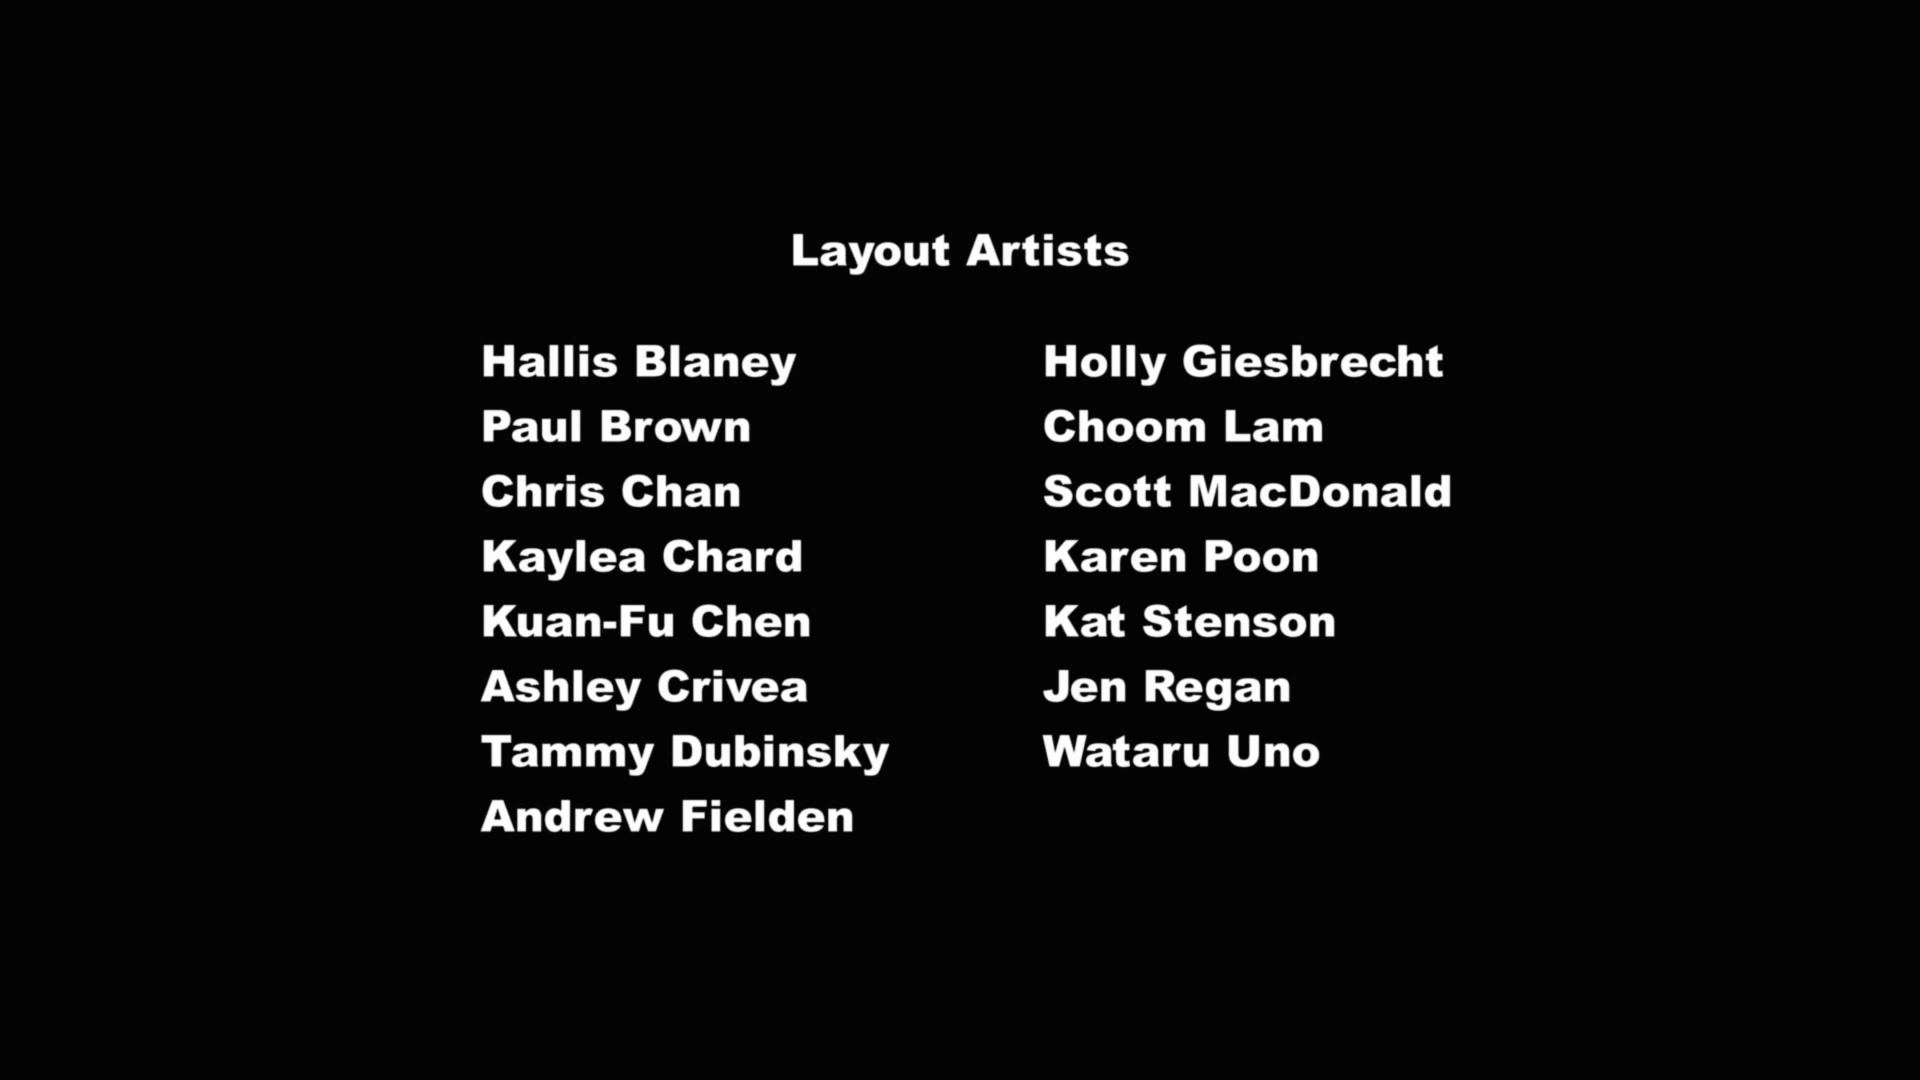 Layout Artists
Hallis Blaney
Paul Brown
Chris Chan
Kaylea Chard
Kuan-Fu Chen
Ashley Crivea
Tammy Dubinsky
Andrew Fielden
Holly Giesbrecht
Choom Lam
Scott MacDonald
Karen Poon
Kat Stenson
Jen Regan
Wataru Uno